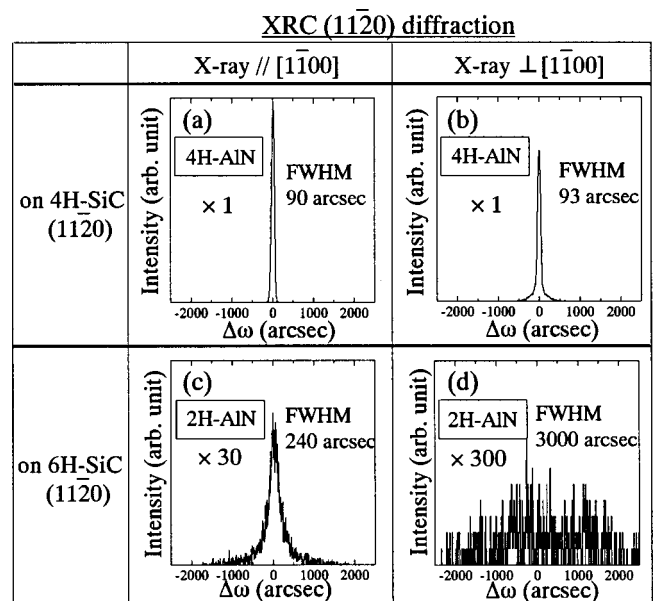 XRC (112̅0) diffraction
X-ray // [11̅00]
X-ray ⊥ [11̅00]
on 4H-SiC
(112̅0)
(a)
4H-AlN
× 1
FWHM
90 arcsec
Intensity (arb. unit)
-2000 -1000 0 1000 2000
Δω (arcsec)
(b)
4H-AlN
× 1
FWHM
93 arcsec
Intensity (arb. unit)
-2000 -1000 0 1000 2000
Δω (arcsec)
on 6H-SiC
(112̅0)
(c)
2H-AlN
× 30
FWHM
240 arcsec
Intensity (arb. unit)
-2000 -1000 0 1000 2000
Δω (arcsec)
(d)
2H-AlN
× 300
FWHM
3000 arcsec
Intensity (arb. unit)
-2000 -1000 0 1000 2000
Δω (arcsec)